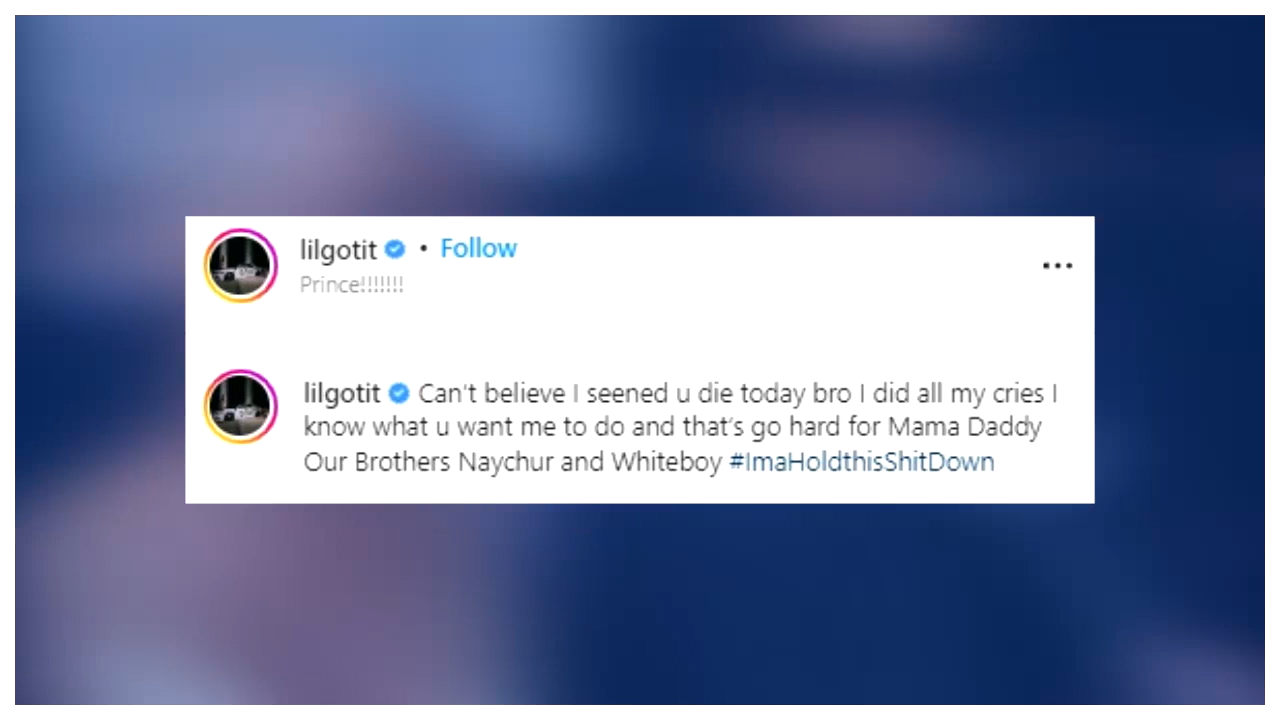 lilgotit • Follow
Prince!!!!!!!
lilgotit Can't believe I seened u die today bro I did all my cries I
know what u want me to do and that's go hard for Mama Daddy
Our Brothers Naychur and Whiteboy #ImaHoldthisShitDown